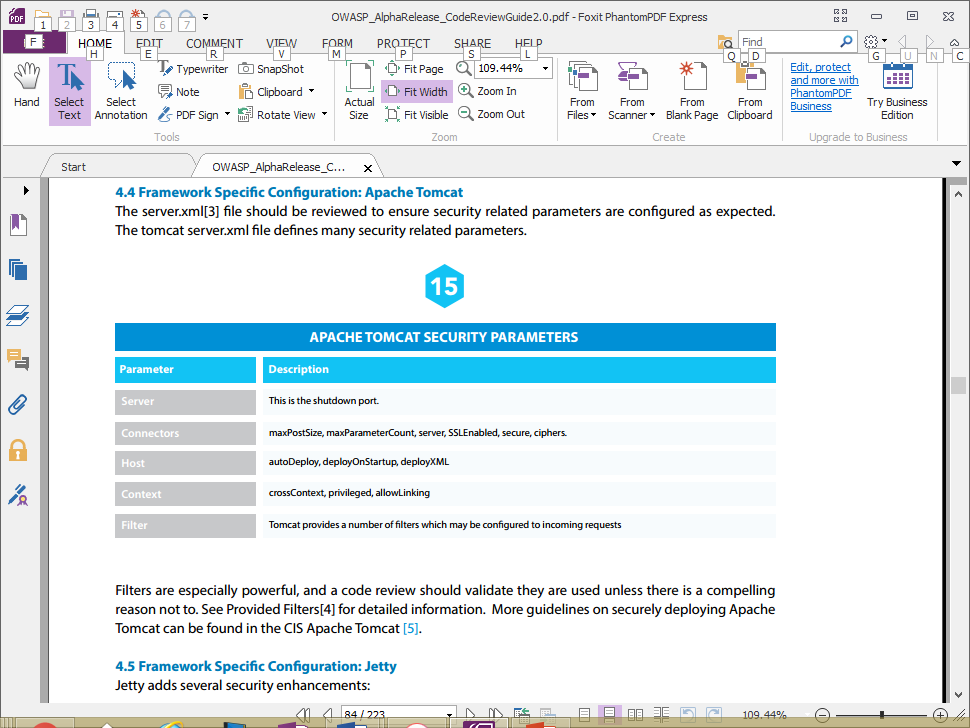 OWASP_AlphaRelease_CodeReviewGuide2.0.pdf - Foxit PhantomPDF Express
PDF 1 2 3 4 5 6 7
F HOME EDIT COMMENT VIEW FORM PROTECT SHARE HELP Find
H E R V M P S L Q D G U N C
Hand
Select Text
Select Annotation
Typewriter
Note
PDF Sign
SnapShot
Clipboard
Rotate View
Tools
Actual Size
Fit Page
Fit Width
Fit Visible
109.44%
Zoom In
Zoom Out
Zoom
From Files
From Scanner
From Blank Page
From Clipboard
Create
Edit, protect
and more with
PhantomPDF
Business
Try Business
Edition
Upgrade to Business
Start
OWASP_AlphaRelease_C...
4.4 Framework Specific Configuration: Apache Tomcat
The server.xml[3] file should be reviewed to ensure security related parameters are configured as expected.
The tomcat server.xml file defines many security related parameters.
15
APACHE TOMCAT SECURITY PARAMETERS
Parameter Description
Server This is the shutdown port.
Connectors maxPostSize, maxParameterCount, server, SSLEnabled, secure, ciphers.
Host autoDeploy, deployOnStartup, deployXML
Context crossContext, privileged, allowLinking
Filter Tomcat provides a number of filters which may be configured to incoming requests
Filters are especially powerful, and a code review should validate they are used unless there is a compelling
reason not to. See Provided Filters[4] for detailed information. More guidelines on securely deploying Apache
Tomcat can be found in the CIS Apache Tomcat [5].
4.5 Framework Specific Configuration: Jetty
Jetty adds several security enhancements:
84 / 223
109.44%